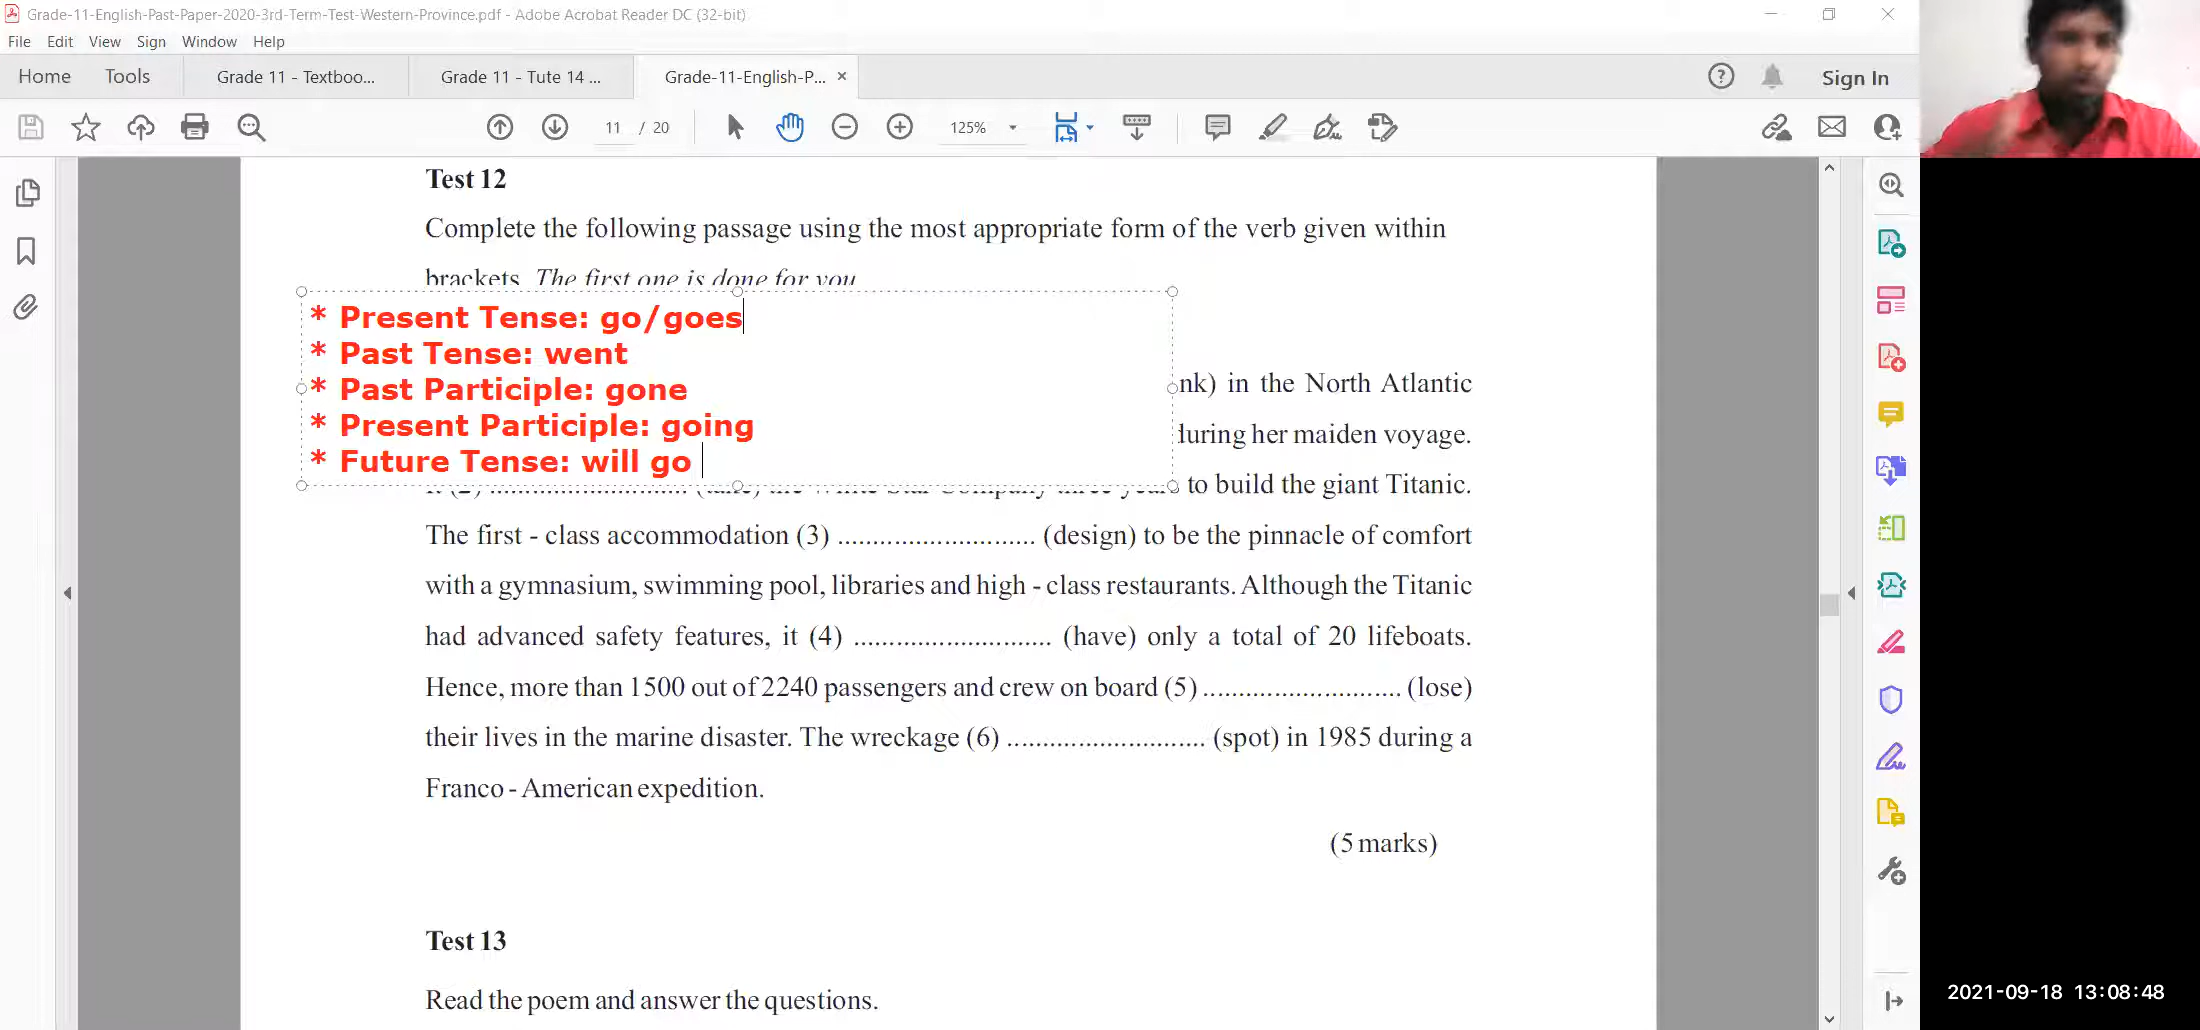 Grade-11-English-Past-Paper-2020-3rd-Term-Test-Western-Province.pdf - Adobe Acrobat Reader DC (32-bit)
File Edit View Sign Window Help
Home Tools Grade 11 - Textboo... Grade 11 - Tute 14 ... Grade-11-English-P... × Sign In
11 / 20 125%
Test 12
Complete the following passage using the most appropriate form of the verb given within
brackets. The first one is done for you
* Present Tense: go/goes
* Past Tense: went
* Past Participle: gone
* Present Participle: going
* Future Tense: will go
nk) in the North Atlantic
during her maiden voyage.
It (2) ............................ (take) the White Star Company three years to build the giant Titanic.
The first - class accommodation (3) ............................ (design) to be the pinnacle of comfort
with a gymnasium, swimming pool, libraries and high - class restaurants. Although the Titanic
had advanced safety features, it (4) ............................ (have) only a total of 20 lifeboats.
Hence, more than 1500 out of 2240 passengers and crew on board (5) ............................ (lose)
their lives in the marine disaster. The wreckage (6) ............................ (spot) in 1985 during a
Franco - American expedition.
(5 marks)
Test 13
Read the poem and answer the questions.
2021-09-18 13:08:48